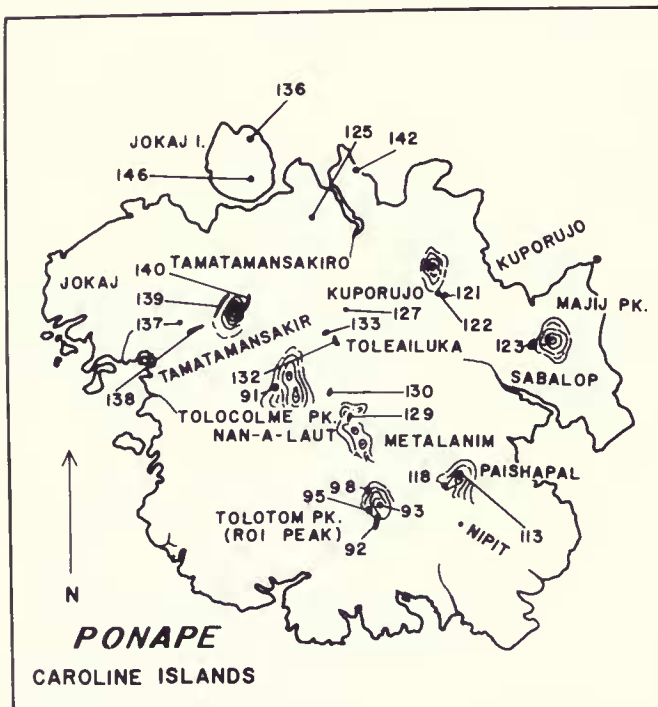 136
JOKAJ I.
125
142
146
KUPORUJO
TAMATAMANSAKIRO
JOKAJ
140
KUPORUJO
121
MAJIJ PK.
139
127
122
137
133
123
TAMATAMANSAKIR
TOLEAILUKA
138
132
SABALOP
91
130
TOLOCOLME PK.
129
NAN-A-LAUT
METALANIM
118
PAISHAPAL
98
95
93
TOLOTOM PK.
(ROI PEAK)
92
NIPIT
113
N
PONAPE
CAROLINE ISLANDS